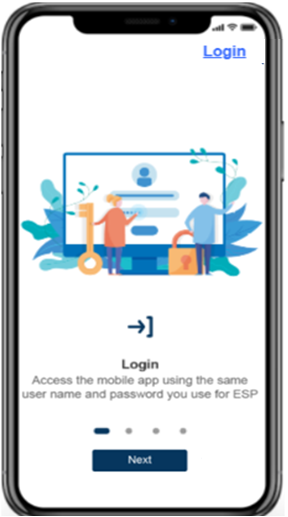 Login
Login
Access the mobile app using the same
user name and password you use for ESP
Next